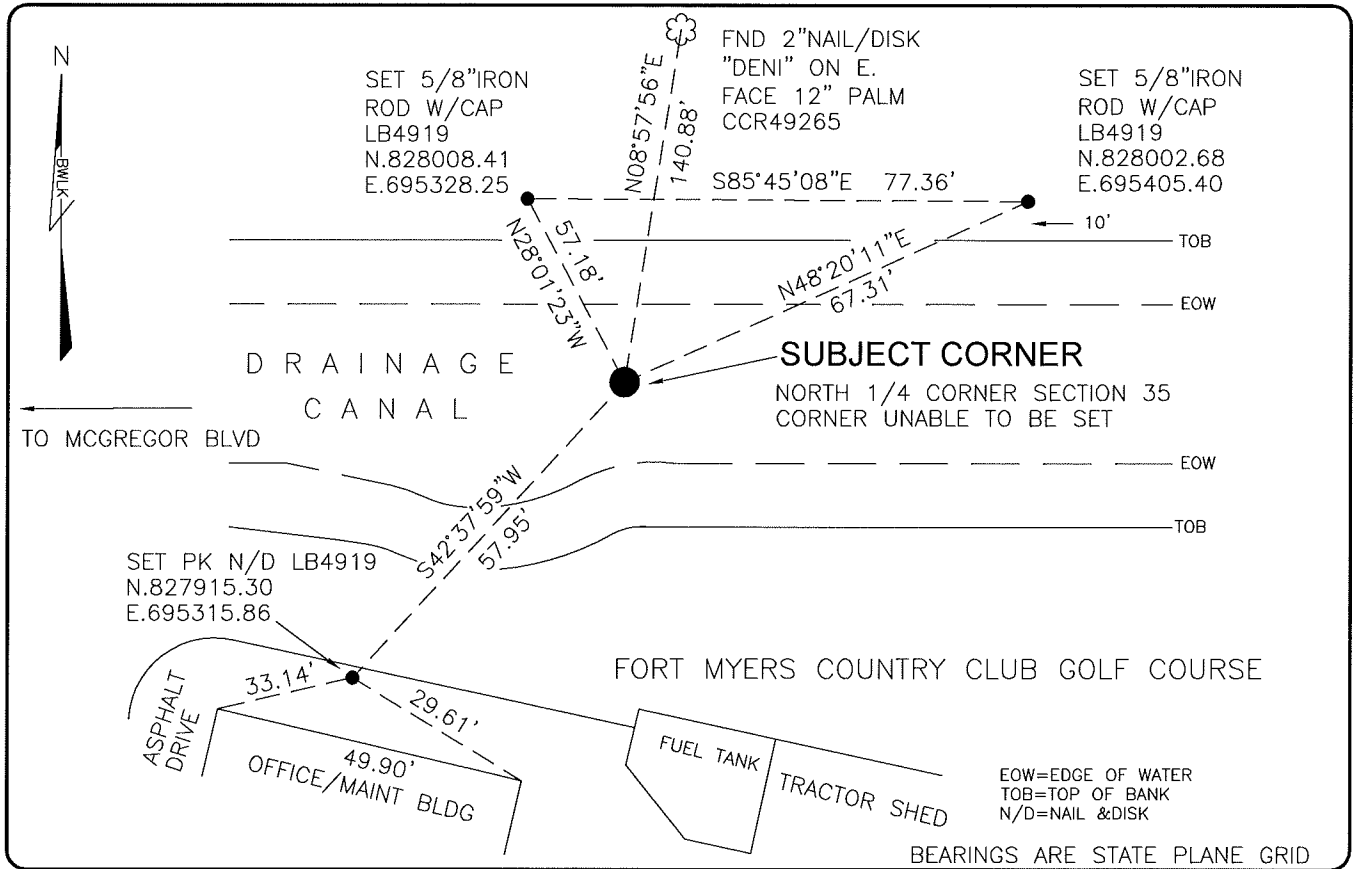 N
BWLK
SET 5/8"IRON
ROD W/CAP
LB4919
N.828008.41
E.695328.25
FND 2"NAIL/DISK
"DENI" ON E.
FACE 12" PALM
CCR49265
SET 5/8"IRON
ROD W/CAP
LB4919
N.828002.68
E.695405.40
N08°57'56"E
140.88'
S85°45'08"E 77.36'
10'
TOB
57.18'
N28°01'23"W
N48°20'11"E
67.31'
EOW
DRAINAGE
CANAL
SUBJECT CORNER
NORTH 1/4 CORNER SECTION 35
CORNER UNABLE TO BE SET
TO MCGREGOR BLVD
EOW
S42°37'59"W
57.95'
TOB
SET PK N/D LB4919
N.827915.30
E.695315.86
FORT MYERS COUNTRY CLUB GOLF COURSE
33.14'
29.61'
ASPHALT
DRIVE
49.90'
OFFICE/MAINT BLDG
FUEL TANK
TRACTOR SHED
EOW=EDGE OF WATER
TOB=TOP OF BANK
N/D=NAIL &DISK
BEARINGS ARE STATE PLANE GRID